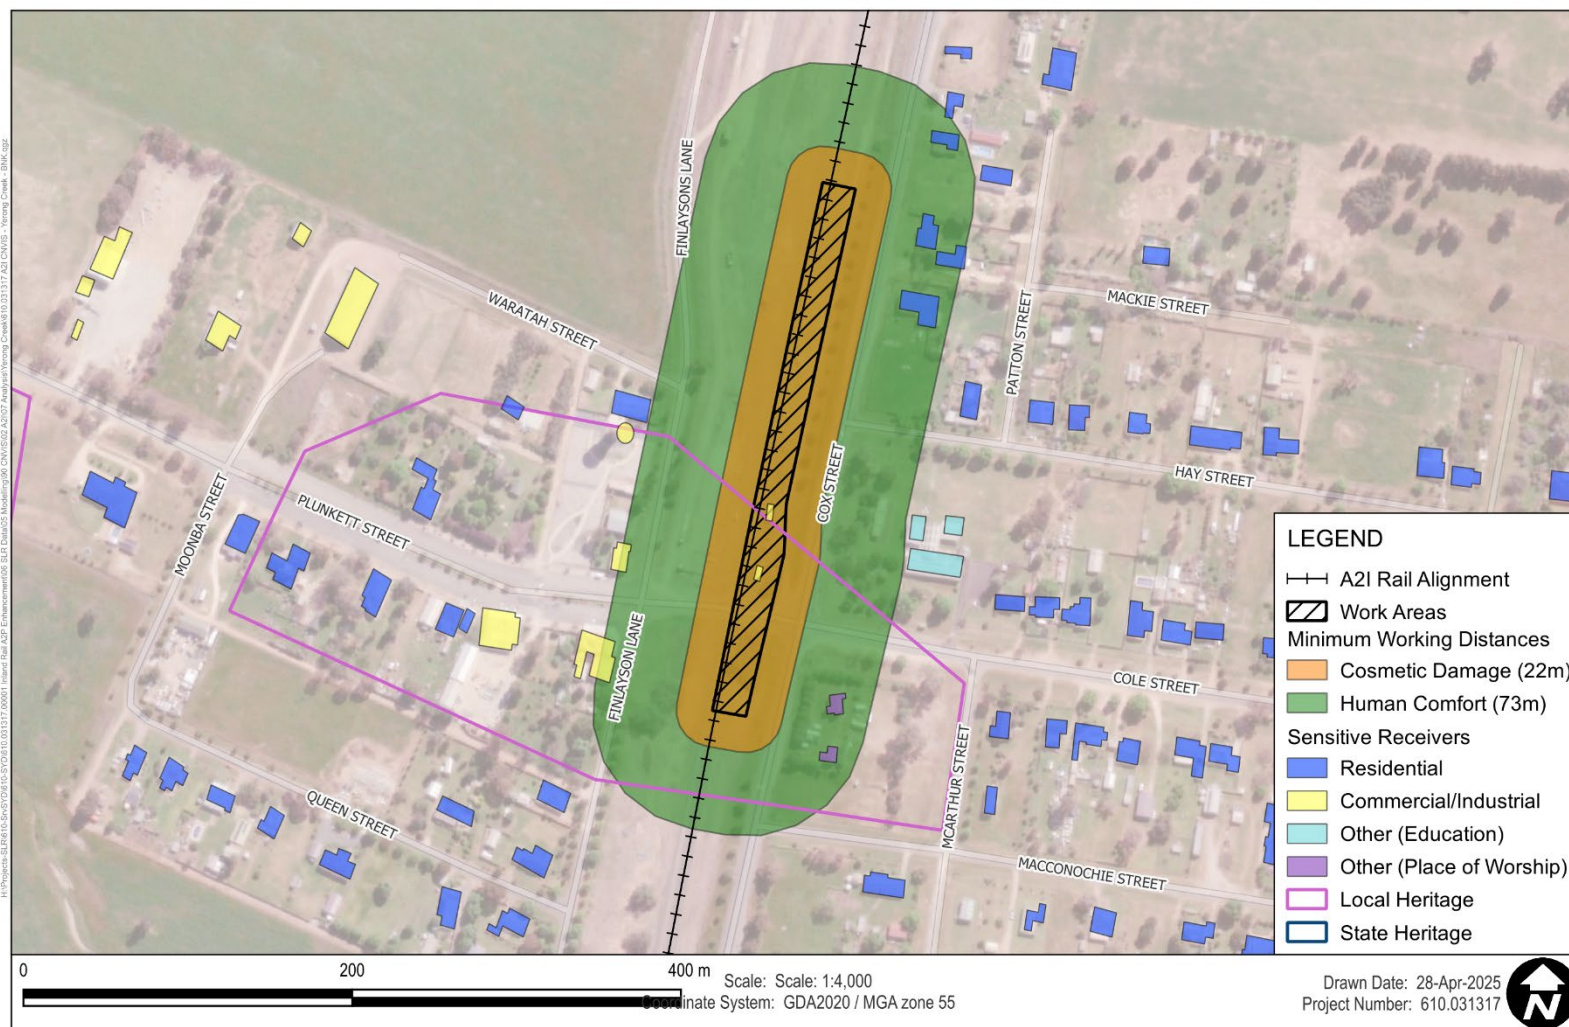 FINLAYSONS LANE
WARATAH STREET
MACKIE STREET
PATTON STREET
COX STREET
HAY STREET
MOONBA STREET
PLUNKETT STREET
FINLAYSON LANE
COLE STREET
MCARTHUR STREET
QUEEN STREET
MACCONOCHIE STREET
LEGEND
A2I Rail Alignment
Work Areas
Minimum Working Distances
Cosmetic Damage (22m)
Human Comfort (73m)
Sensitive Receivers
Residential
Commercial/Industrial
Other (Education)
Other (Place of Worship)
Local Heritage
State Heritage
0 200 400 m
Scale: Scale: 1:4,000
Coordinate System: GDA2020 / MGA zone 55
Drawn Date: 28-Apr-2025
Project Number: 610.031317
N